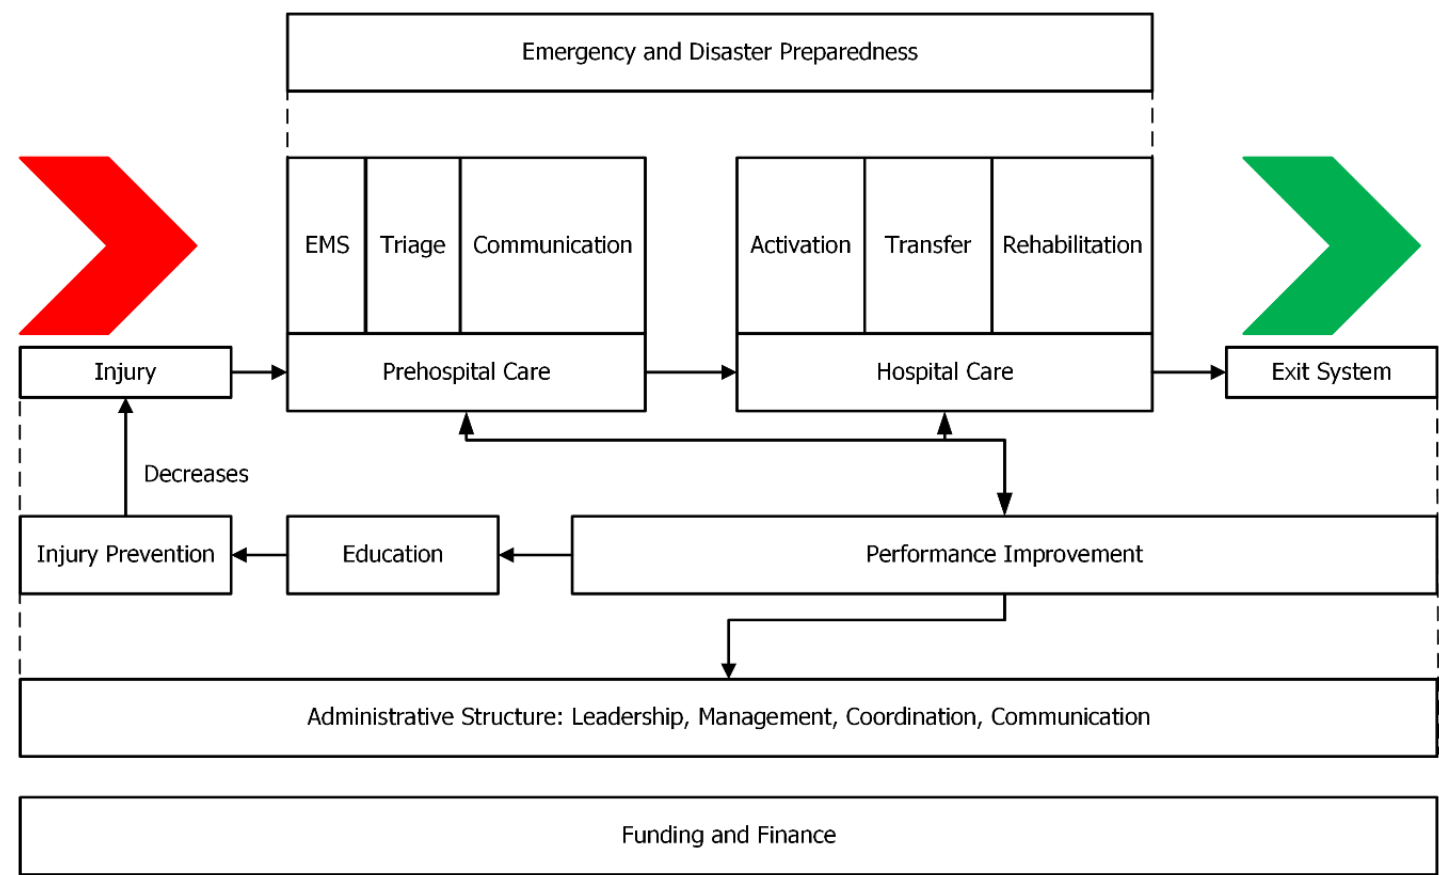 Emergency and Disaster Preparedness
EMS
Triage
Communication
Activation
Transfer
Rehabilitation
Injury
Prehospital Care
Hospital Care
Exit System
Decreases
Injury Prevention
Education
Performance Improvement
Administrative Structure: Leadership, Management, Coordination, Communication
Funding and Finance